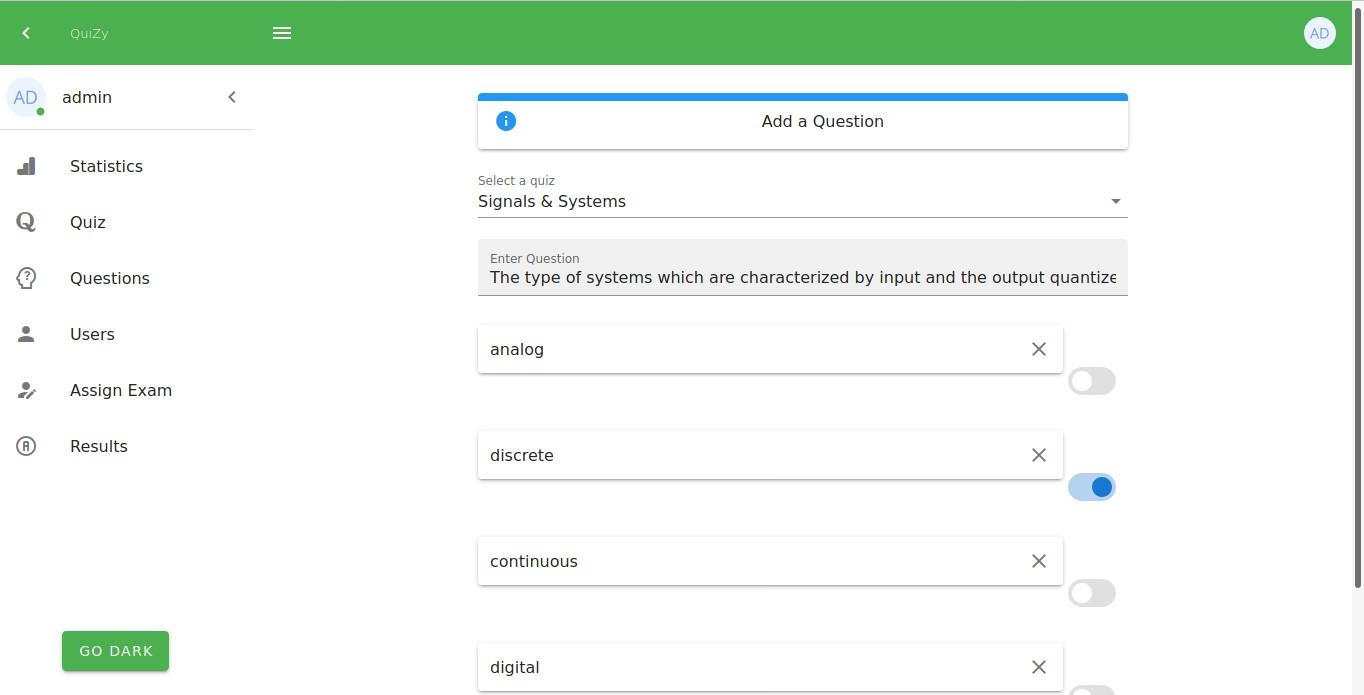 QuiZy
AD
AD
admin
Statistics
Quiz
Questions
Users
Assign Exam
Results
GO DARK
Add a Question
Select a quiz
Signals & Systems
Enter Question
The type of systems which are characterized by input and the output quantize
analog
discrete
continuous
digital